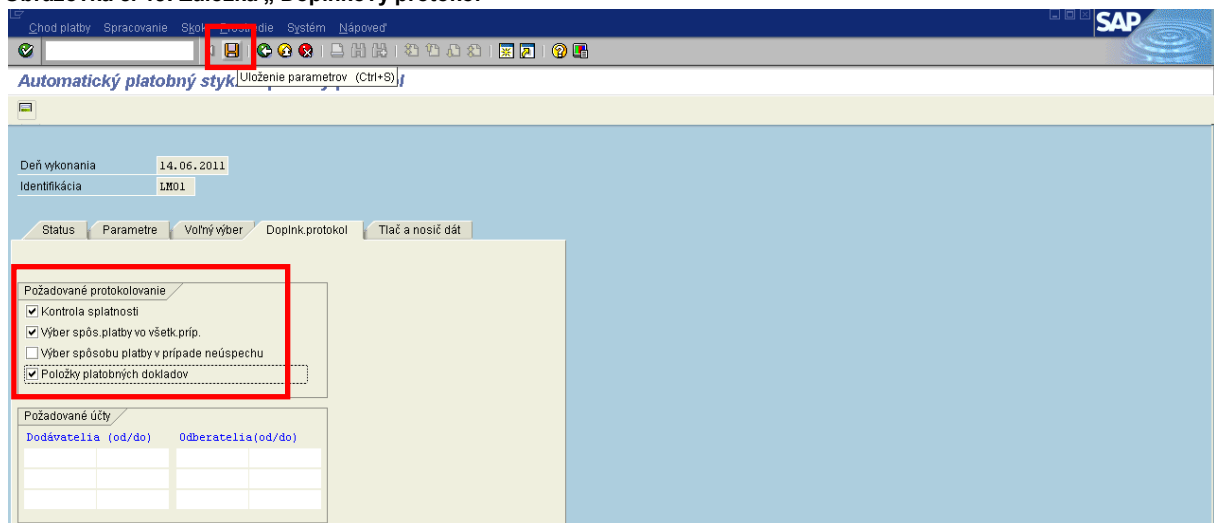 Chod platby Spracovanie Skok Prostredie Systém Nápoveď
SAP
Uloženie parametrov (Ctrl+S)
Automatický platobný styk:
Deň vykonania 14.06.2011
Identifikácia LM01
Status Parametre Voľný výber Doplnk.protokol Tlač a nosič dát
Požadované protokolovanie
Kontrola splatnosti
Výber spôs.platby vo všetk.príp.
Výber spôsobu platby v prípade neúspechu
Položky platobných dokladov
Požadované účty
Dodávatelia (od/do) Odberatelia(od/do)